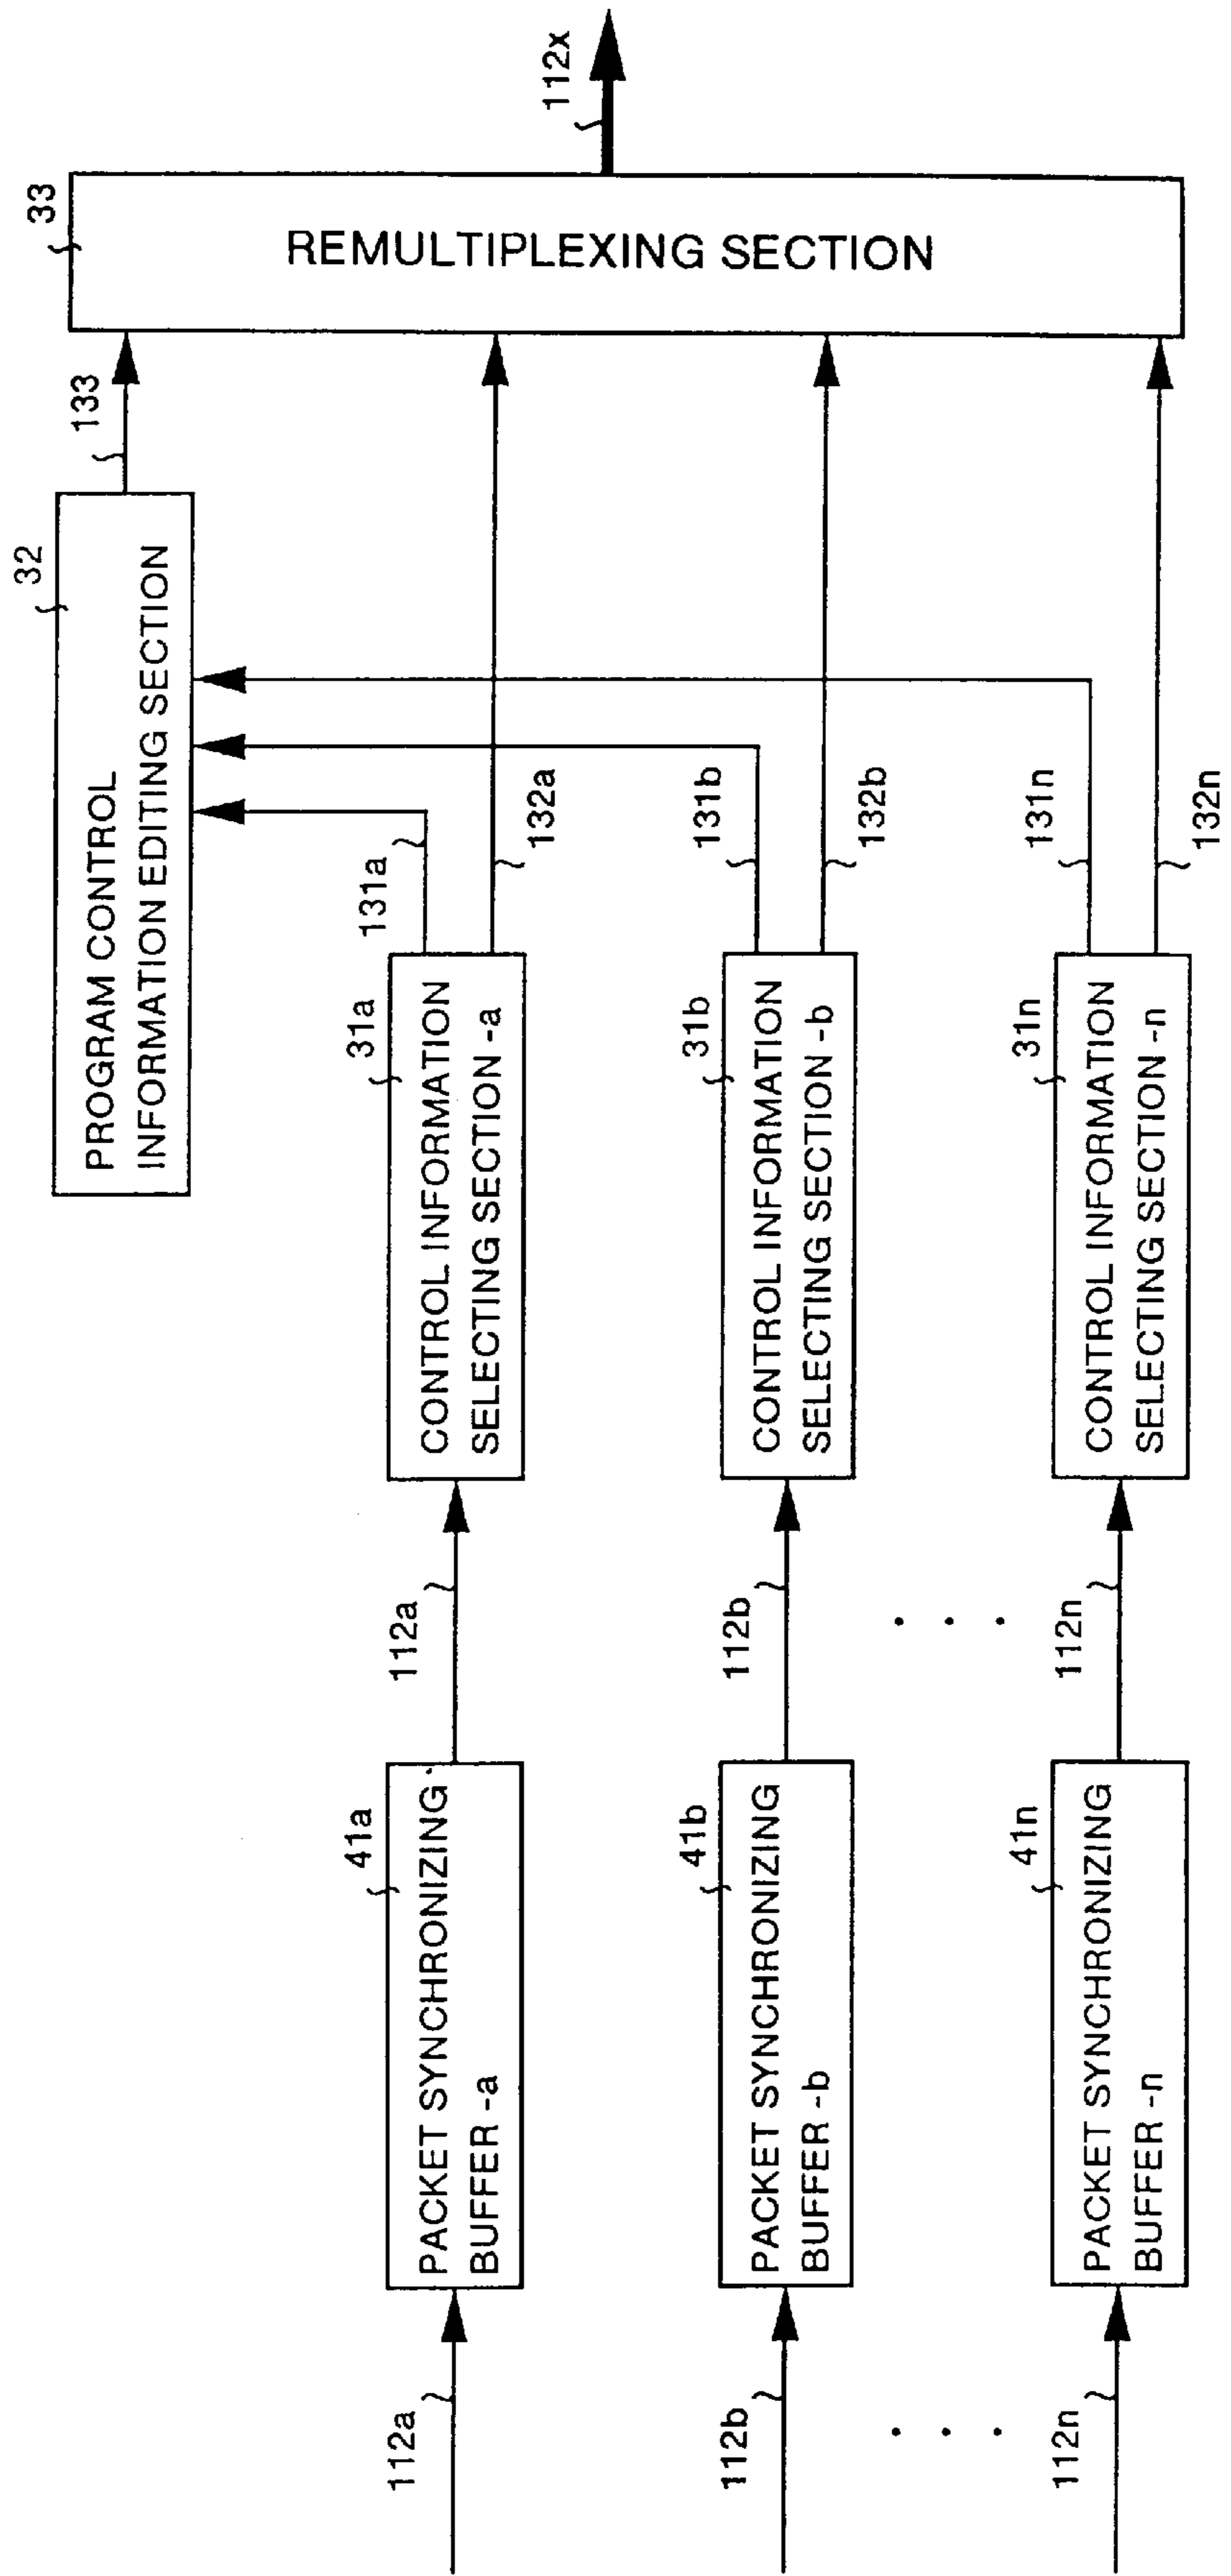 32
PROGRAM CONTROL
INFORMATION EDITING SECTION
133
33
REMULTIPLEXING SECTION
112x
112a
41a
PACKET SYNCHRONIZING
BUFFER -a
112a
31a
CONTROL INFORMATION
SELECTING SECTION -a
131a
132a
112b
41b
PACKET SYNCHRONIZING
BUFFER -b
112b
31b
CONTROL INFORMATION
SELECTING SECTION -b
131b
132b
. . .
. . .
112n
41n
PACKET SYNCHRONIZING
BUFFER -n
112n
31n
CONTROL INFORMATION
SELECTING SECTION -n
131n
132n